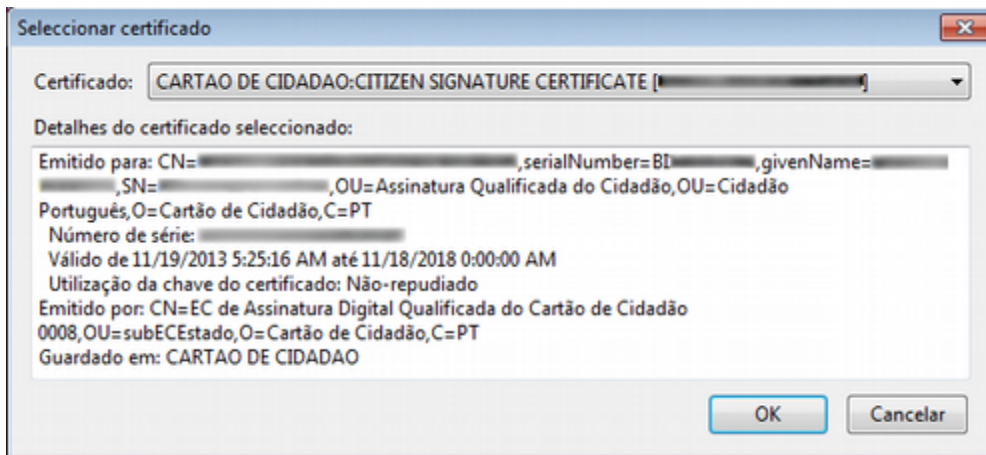 Seleccionar certificado
Certificado: CARTAO DE CIDADAO:CITIZEN SIGNATURE CERTIFICATE [ ]
Detalhes do certificado seleccionado:
Emitido para: CN= ,serialNumber=BI ,givenName=
,SN= ,OU=Assinatura Qualificada do Cidadão,OU=Cidadão
Português,O=Cartão de Cidadão,C=PT
Número de série:
Válido de 11/19/2013 5:25:16 AM até 11/18/2018 0:00:00 AM
Utilização da chave do certificado: Não-repudiado
Emitido por: CN=EC de Assinatura Digital Qualificada do Cartão de Cidadão
0008,OU=subECEstado,O=Cartão de Cidadão,C=PT
Guardado em: CARTAO DE CIDADAO
OK Cancelar